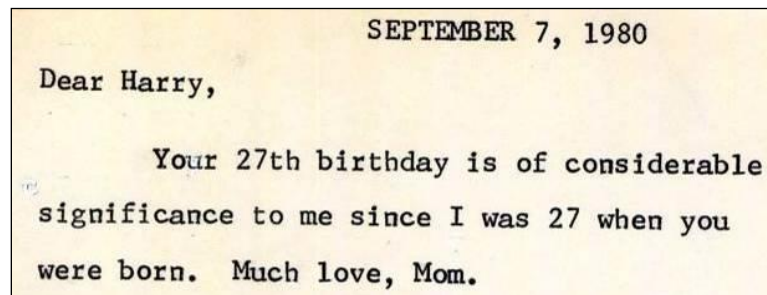 SEPTEMBER 7, 1980
Dear Harry,
Your 27th birthday is of considerable
significance to me since I was 27 when you
were born. Much love, Mom.